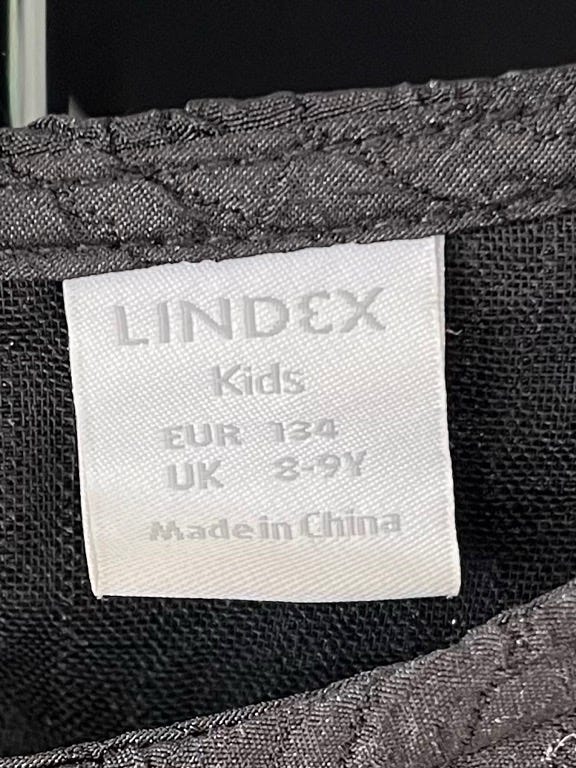 LINDEX
Kids
EUR 134
UK 8-9Y
Made in China